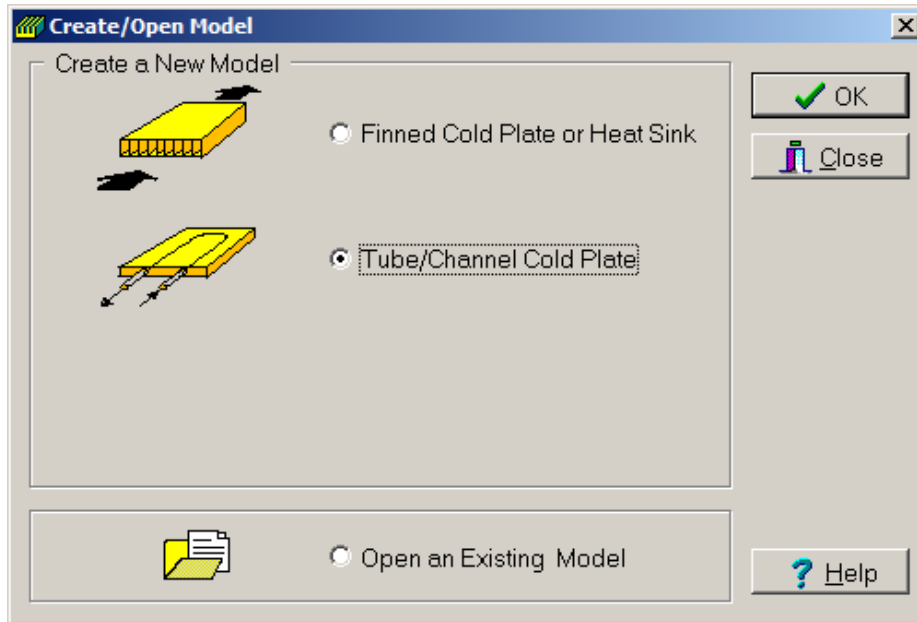 Create/Open Model
Create a New Model
Finned Cold Plate or Heat Sink
Tube/Channel Cold Plate
Open an Existing Model
OK
Close
Help